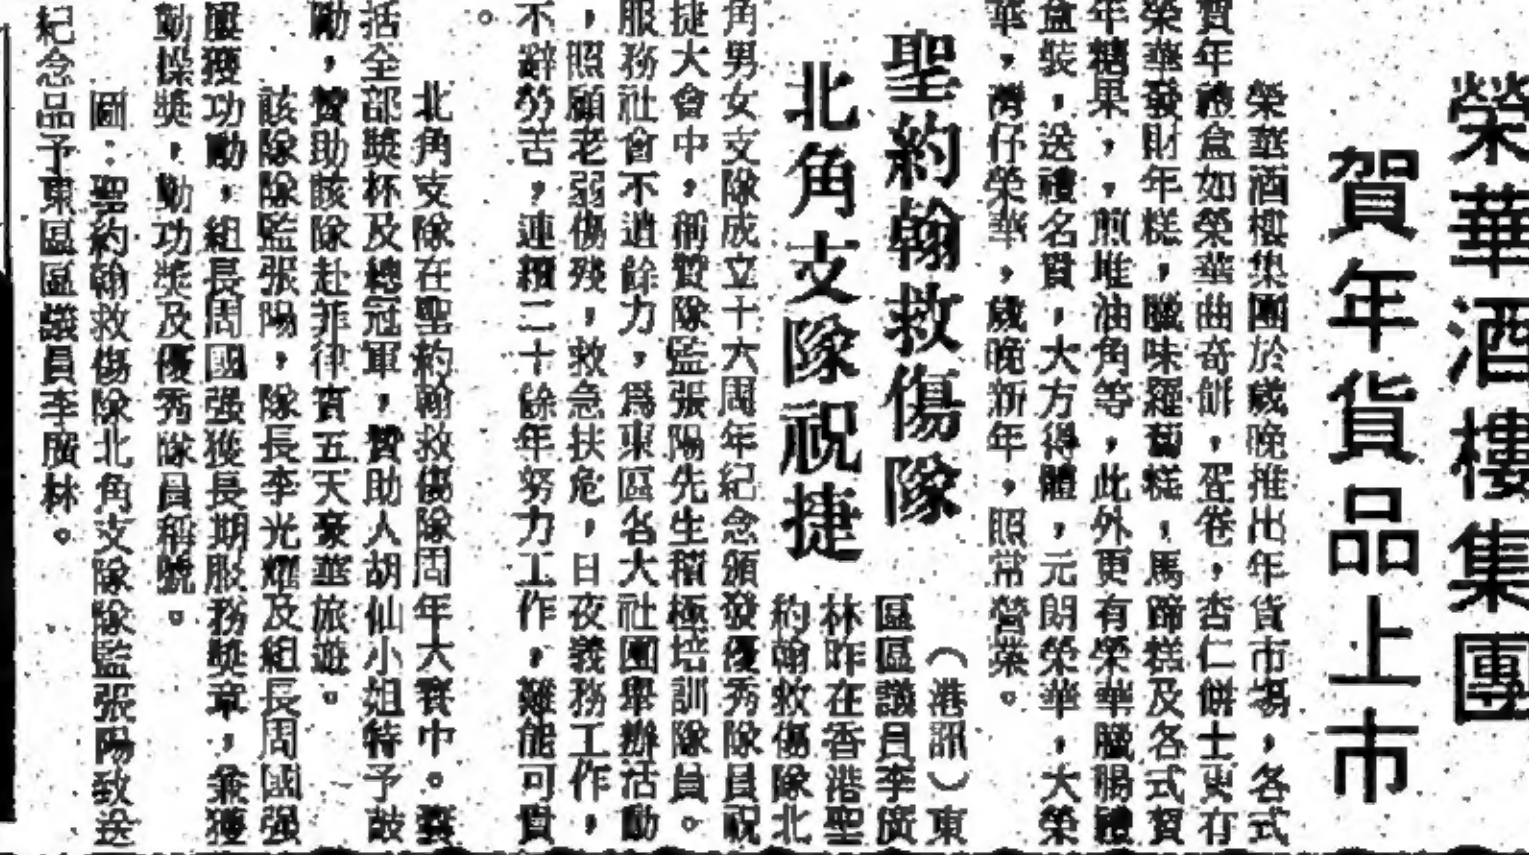 榮華酒樓集團
賀年貨品上市
榮華酒樓集團於歲晚推出年貨市場，各式
賀年禮盒如榮華曲奇餅，蛋卷，杏仁餅士更有
榮華發財年糕，臘味蘿蔔糕，馬蹄糕及各式賀
年糖果，，煎堆油角等，此外更有榮華臘腸禮
盒裝，送禮名貴，大方得體，元朗榮華，大榮
華，灣仔榮華，歲晚新年，照常營業。
聖約翰救傷隊
北角支隊祝捷
（港訊）東
區區議員李廣
林昨在香港聖
約翰救傷隊北
角男女支隊成立十六周年紀念頒發優秀隊員祝
捷大會中，稱贊隊監張陽先生積極培訓隊員。
服務社會不遺餘力，爲東區名大社團舉辦活動
，照顧老弱傷殘，救急扶危，日夜義務工作，
不辭勞苦，連續二十餘年努力工作，難能可貴
。
北角支隊在聖約翰救傷隊周年大賽中。囊
括全部獎杯及總冠軍，贊助人胡仙小姐特予鼓
勵，贊助該隊赴菲律賓五天豪華旅遊。
該隊隊監張陽，隊長李光耀及組長周國强
屢獲功勳，組長周國强獲長期服務獎章，兼獲
勳操獎，勳功獎及優秀隊員稱號。
圖：聖約翰救傷隊北角支隊隊監張陽致送
紀念品予東區區議員李廣林。